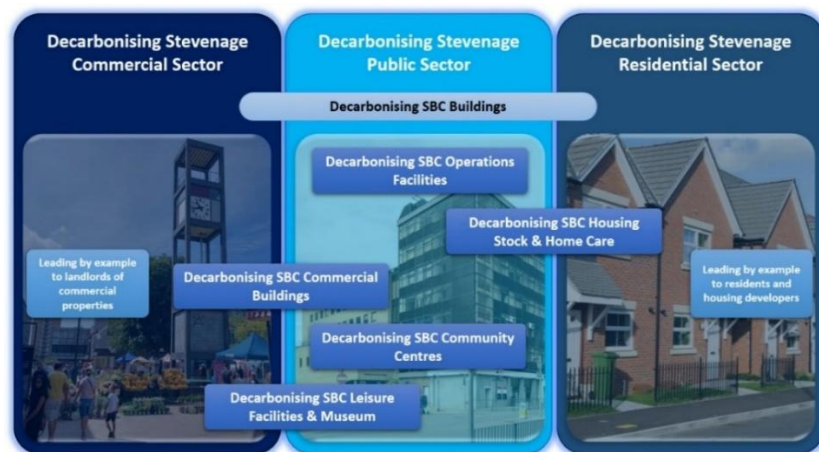 Decarbonising Stevenage
Commercial Sector
Decarbonising Stevenage
Public Sector
Decarbonising Stevenage
Residential Sector
Decarbonising SBC Buildings
Decarbonising SBC Operations
Facilities
Decarbonising SBC Housing
Stock & Home Care
Leading by example
to landlords of
commercial
properties
Decarbonising SBC Commercial
Buildings
Leading by example
to residents and
housing developers
Decarbonising SBC Community
Centres
Decarbonising SBC Leisure
Facilities & Museum